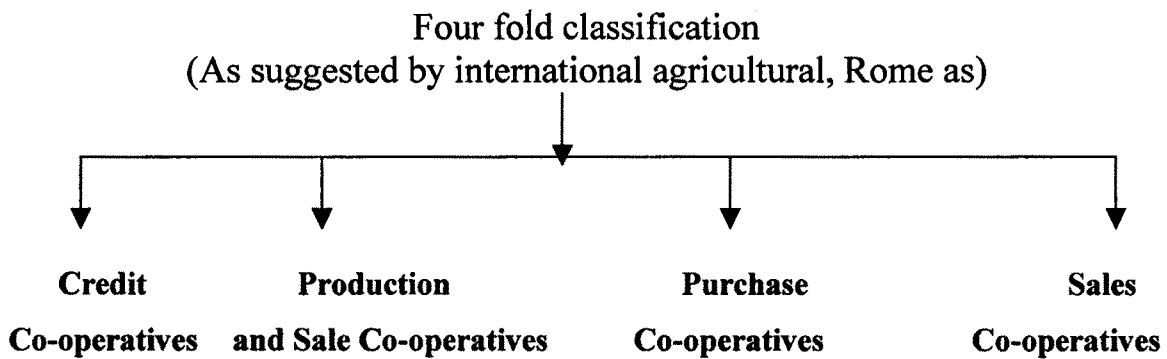 Four fold classification
(As suggested by international agricultural, Rome as)
Credit Production Purchase Sales
Co-operatives and Sale Co-operatives Co-operatives Co-operatives